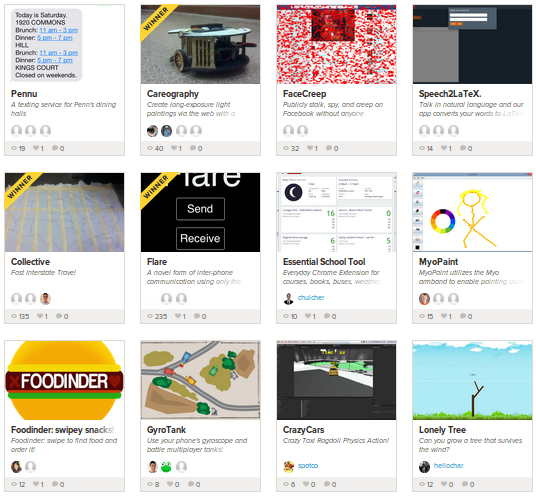 Today is Saturday.
1920 COMMONS
Brunch: 11 am - 3 pm
Dinner: 5 pm - 7 pm
HILL
Brunch: 11 am - 3 pm
Dinner: 5 pm - 7 pm
KINGS COURT
Closed on weekends.
Pennu
A texting service for Penn's dining
halls
19 1 0
WINNER
Careography
Create long-exposure light
paintings via the web with a
40 1 0
FaceCreep
Publicly stalk, spy, and creep on
Facebook without anyone
32 1 0
Speech2LaTeX.
Talk in natural language and our
app converts your words to LaTeX
14 1 0
WINNER
Collective
Fast Interstate Travel
135 1 0
WINNER
flare
Send
Receive
Flare
A novel form of inter-phone
communication using only the
235 1 0
16 0
6 5
Essential School Tool
Everyday Chrome Extension for
courses, books, buses, weather,
chulcher
10 1 0
MyoPaint
MyoPaint utilizes the Myo
armband to enable painting
15 1 0
FOODINDER
Foodinder: swipey snacks!
Foodinder: swipe to find food and
order it!
12 1 0
GyroTank
Use your phone's gyroscope and
battle multiplayer tanks!
8 0 0
CrazyCars
Crazy Taxi Ragdoll Physics Action!
spotco
6 0 0
Lonely Tree
Can you grow a tree that survives
the wind?
hellochar
12 0 0